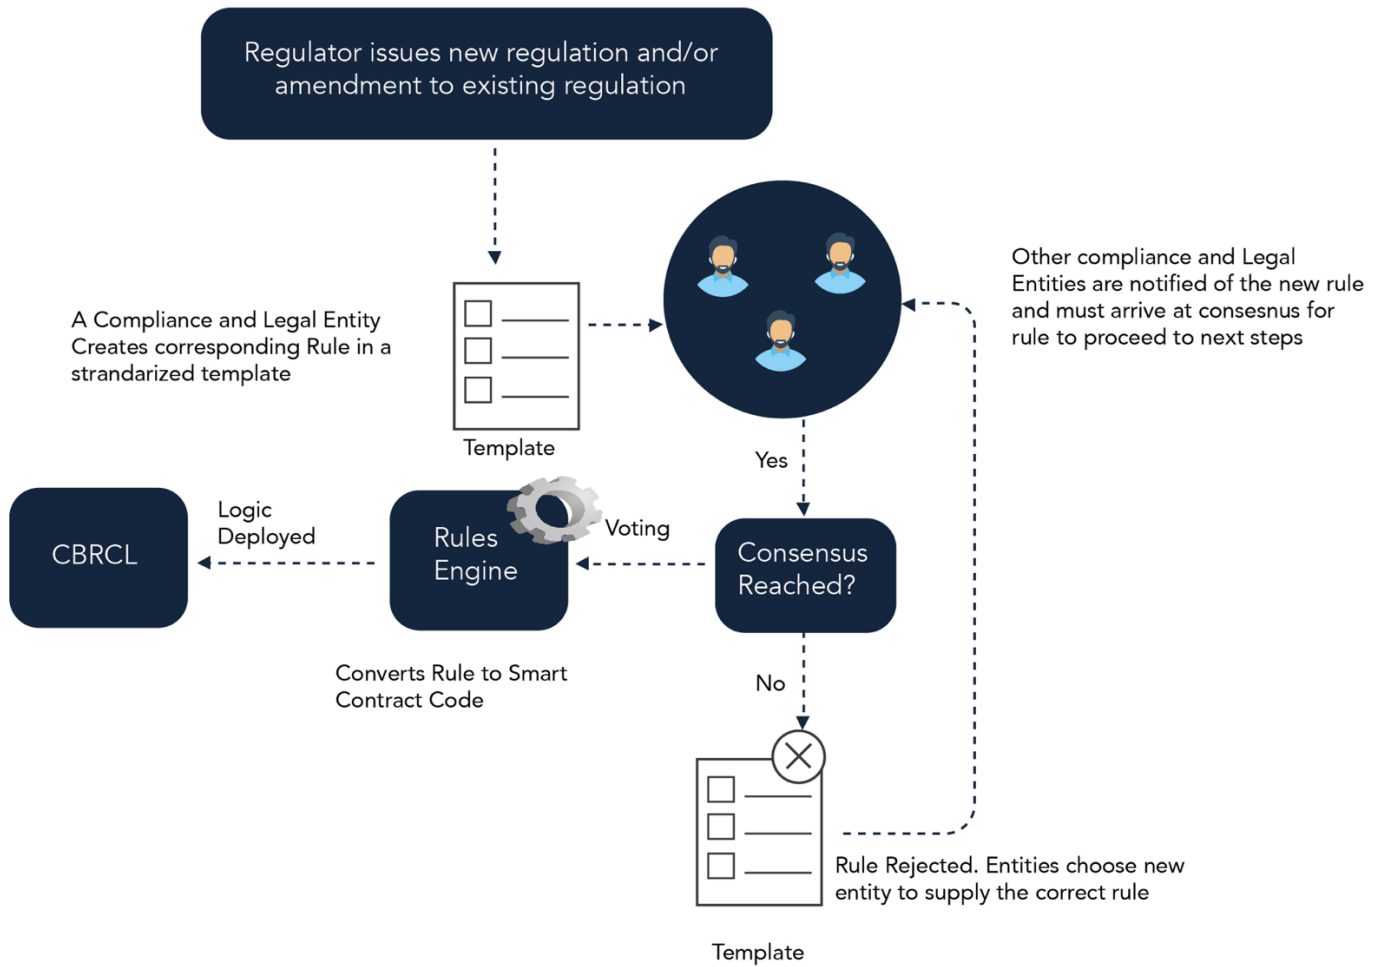 Regulator issues new regulation and/or
amendment to existing regulation
A Compliance and Legal Entity
Creates corresponding Rule in a
strandarized template
Template
Other compliance and Legal
Entities are notified of the new rule
and must arrive at consesnus for
rule to proceed to next steps
Yes
Consensus
Reached?
Voting
Rules
Engine
Converts Rule to Smart
Contract Code
Logic
Deployed
CBRCL
No
Rule Rejected. Entities choose new
entity to supply the correct rule
Template